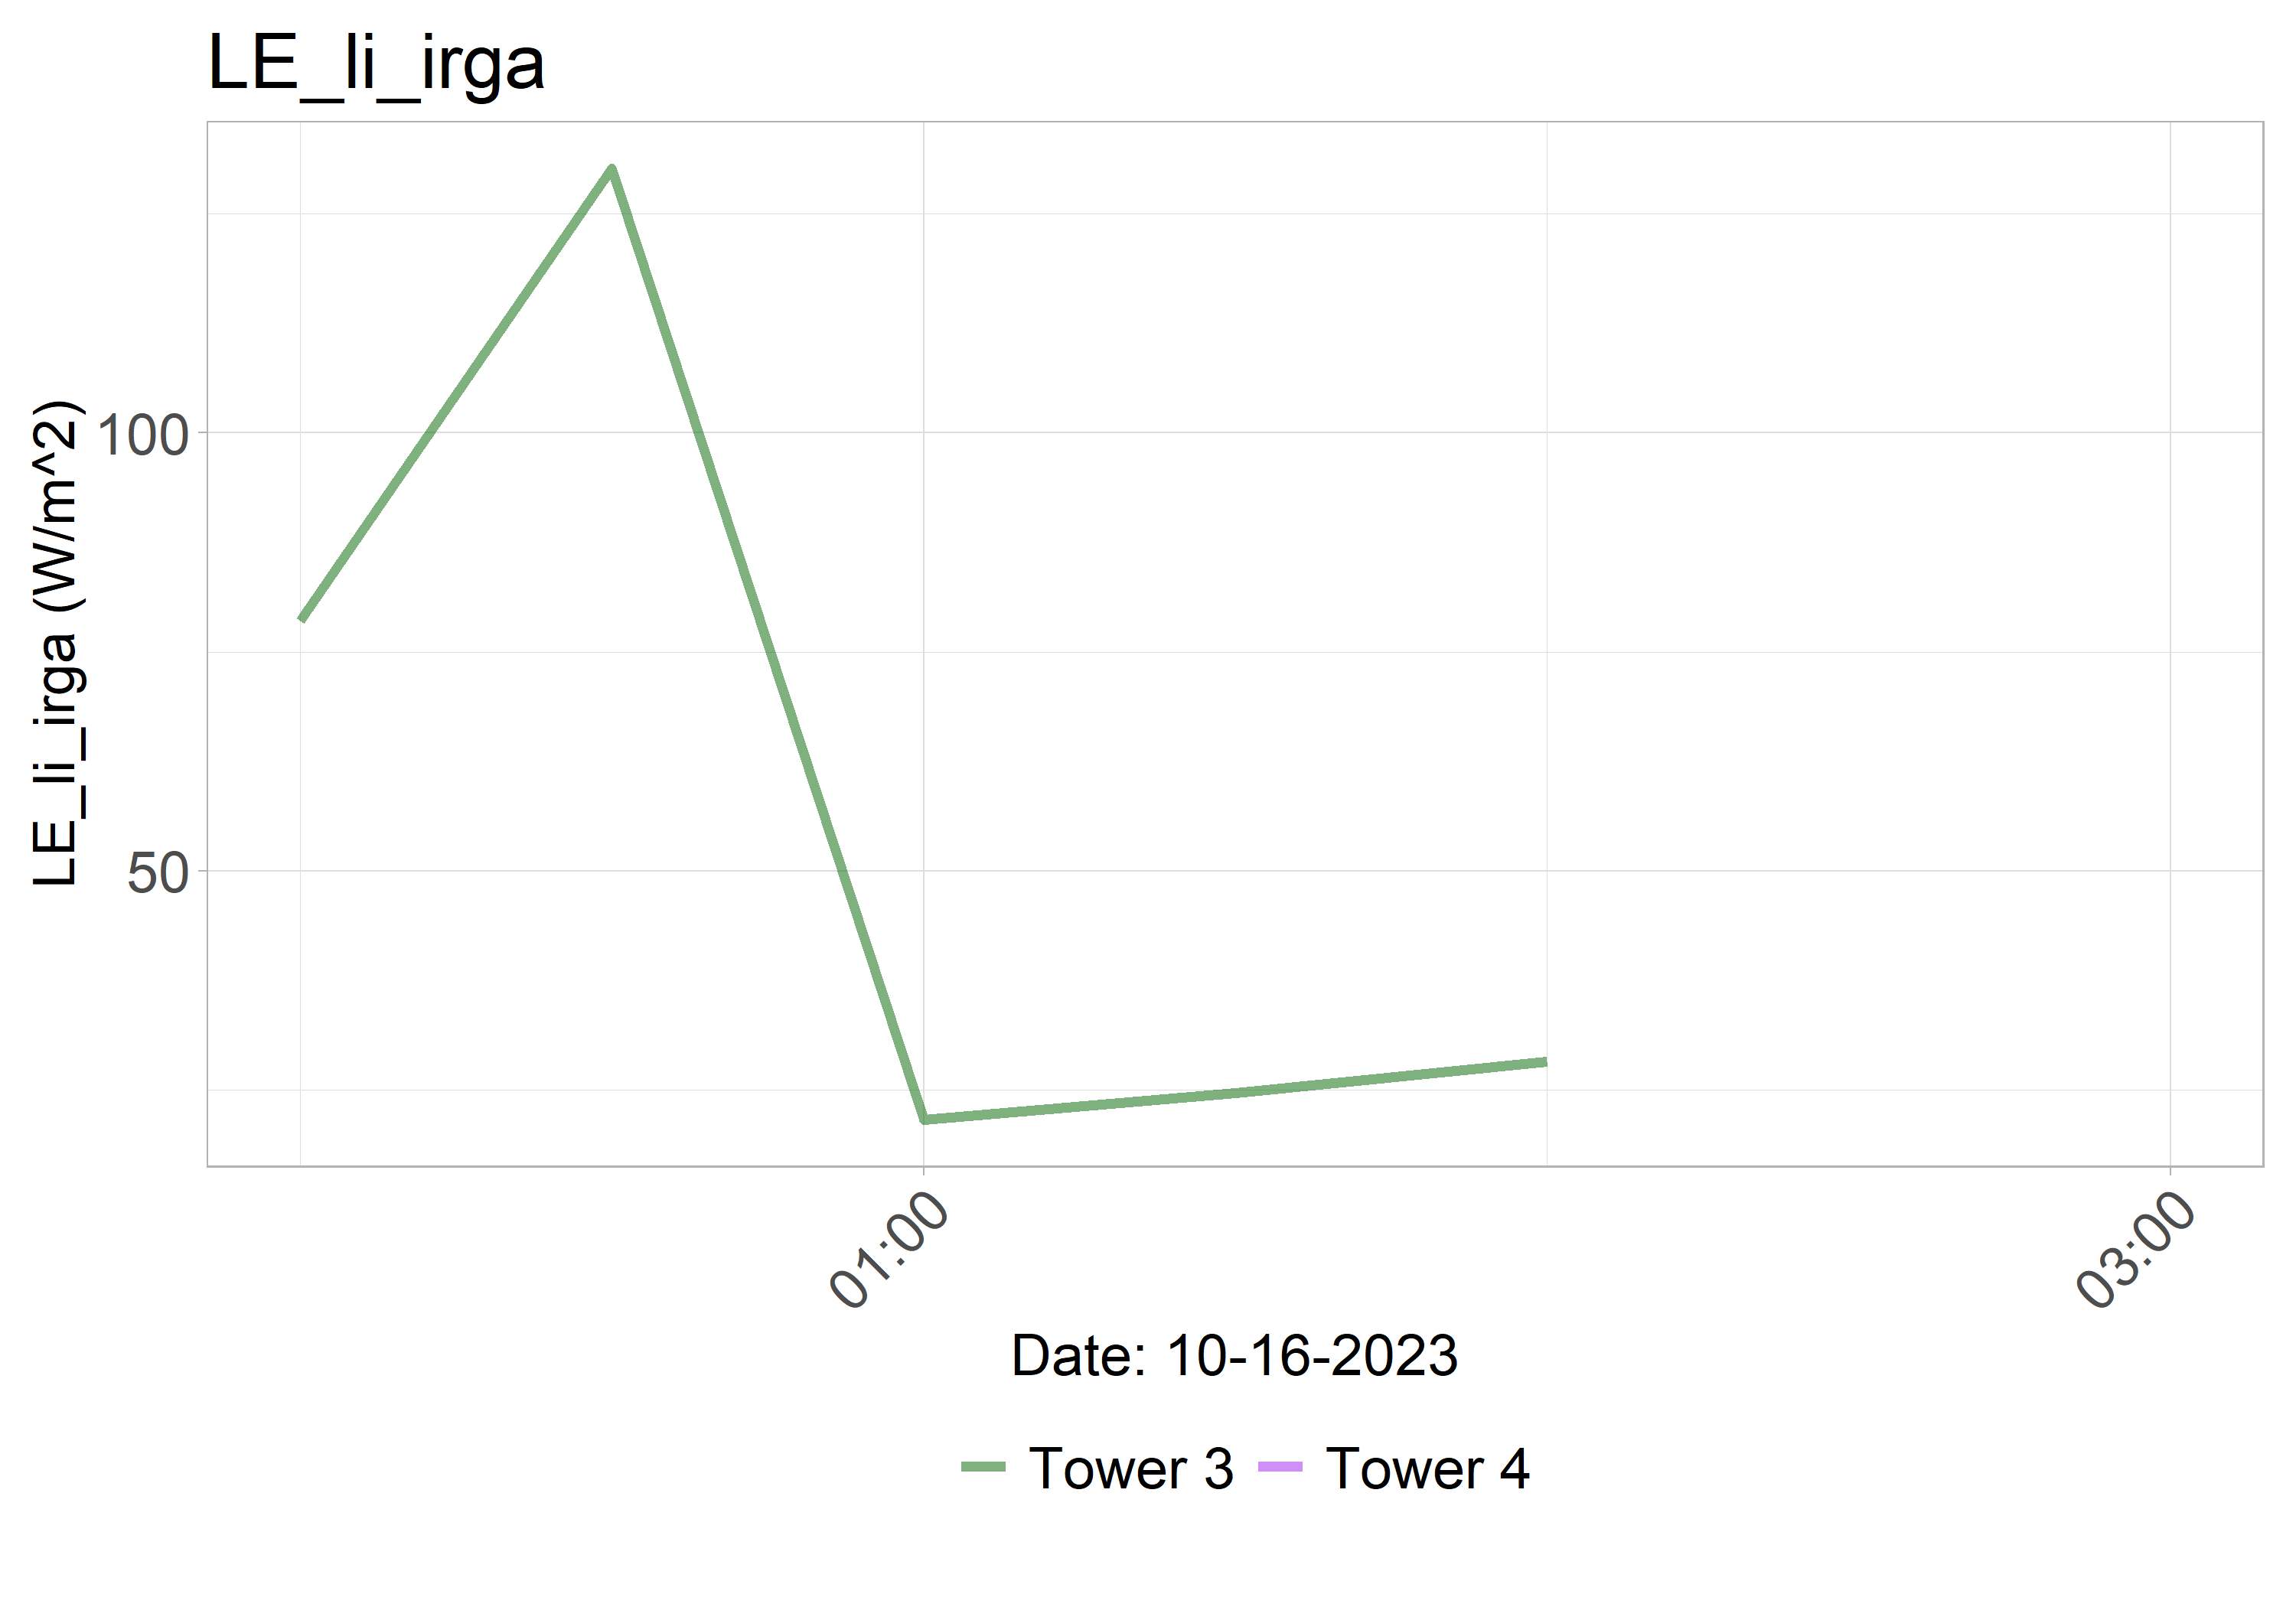 LE_li_irga
LE_li_irga (W/m^2)
100
50
01:00
03:00
Date: 10-16-2023
Tower 3
Tower 4